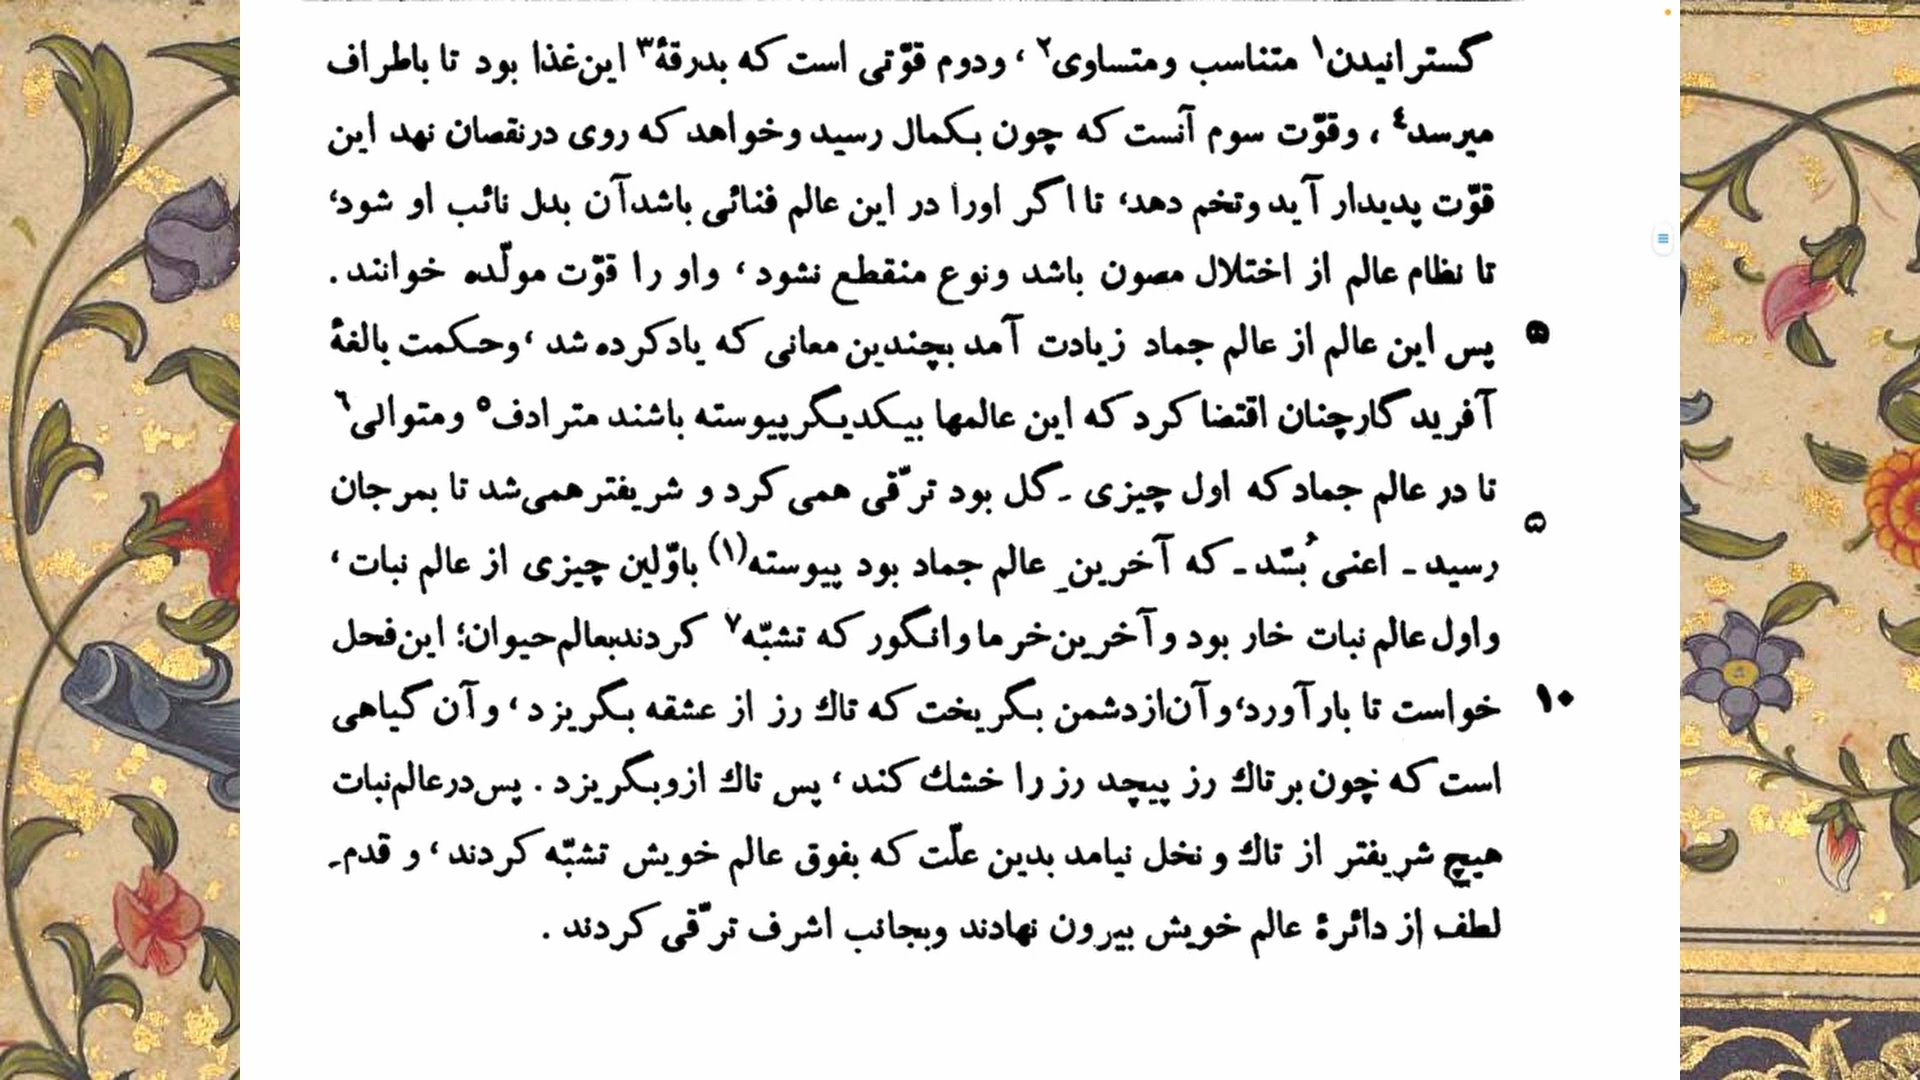 گسترانیدن۱ متناسب ومتساوی۲ ، ودوم قوّتی است که بدرقهٔ۳ این‌غذا بود تا باطراف
میرسد٤ ، وقوّت سوم آنست که چون بکمال رسید وخواهد که روی درنقصان نهد این
قوّت پدیدار آید وتخم دهد، تا اگر اورا در این عالم فنائی باشدآن بدل نائب او شود،
تا نظام عالم از اختلال مصون باشد ونوع منقطع نشود ، واو را قوّت مولّده خوانند .
۵ پس این عالم از عالم جماد زیادت آمد بچندین معانی که یادکرده شد ،وحکمت بالغهٔ
آفریدگارچنان اقتضا کرد که این عالمها بیکدیگرپیوسته باشند مترادف۵ ومتوالی٦
تا در عالم جماد که اول چیزی ـ گل بود ترّقی همی کرد و شریفترهمی‌شد تا بمرجان
۵
رسید ـ اعنی بُسّد ـ که آخرینِ عالم جماد بود پیوسته(۱) باوّلین چیزی از عالم نبات ،
واول عالم نبات خار بود وآخرین‌خرما وانگور که تشبّه۷ کردندبعالم‌حیوان؛ این‌فحل
۱۰ خواست تا بارآورد،وآن‌ازدشمن بگریخت که تاك رز از عشقه بگریزد ، وآن گیاهی
است که چون برتاك رز پیچد رز را خشك کند ، پس تاك ازوبگریزد . پس‌درعالم‌نبات
هیچ شریفتر از تاك و نخل نیامد بدین علّت که بفوق عالم خویش تشبّه کردند ، و قدم‌ـ
لطف از دائرهٔ عالم خویش بیرون نهادند وبجانب اشرف ترّقی کردند .